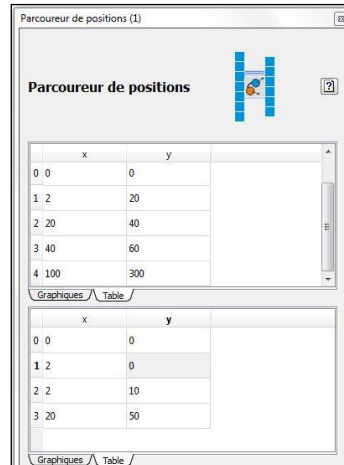 Parcoureur de positions (1)
Parcoureur de positions
?
x y
0 0 0
1 2 20
2 20 40
3 40 60
4 100 300
Graphiques Table
x y
0 0 0
1 2 0
2 2 10
3 20 50
Graphiques Table